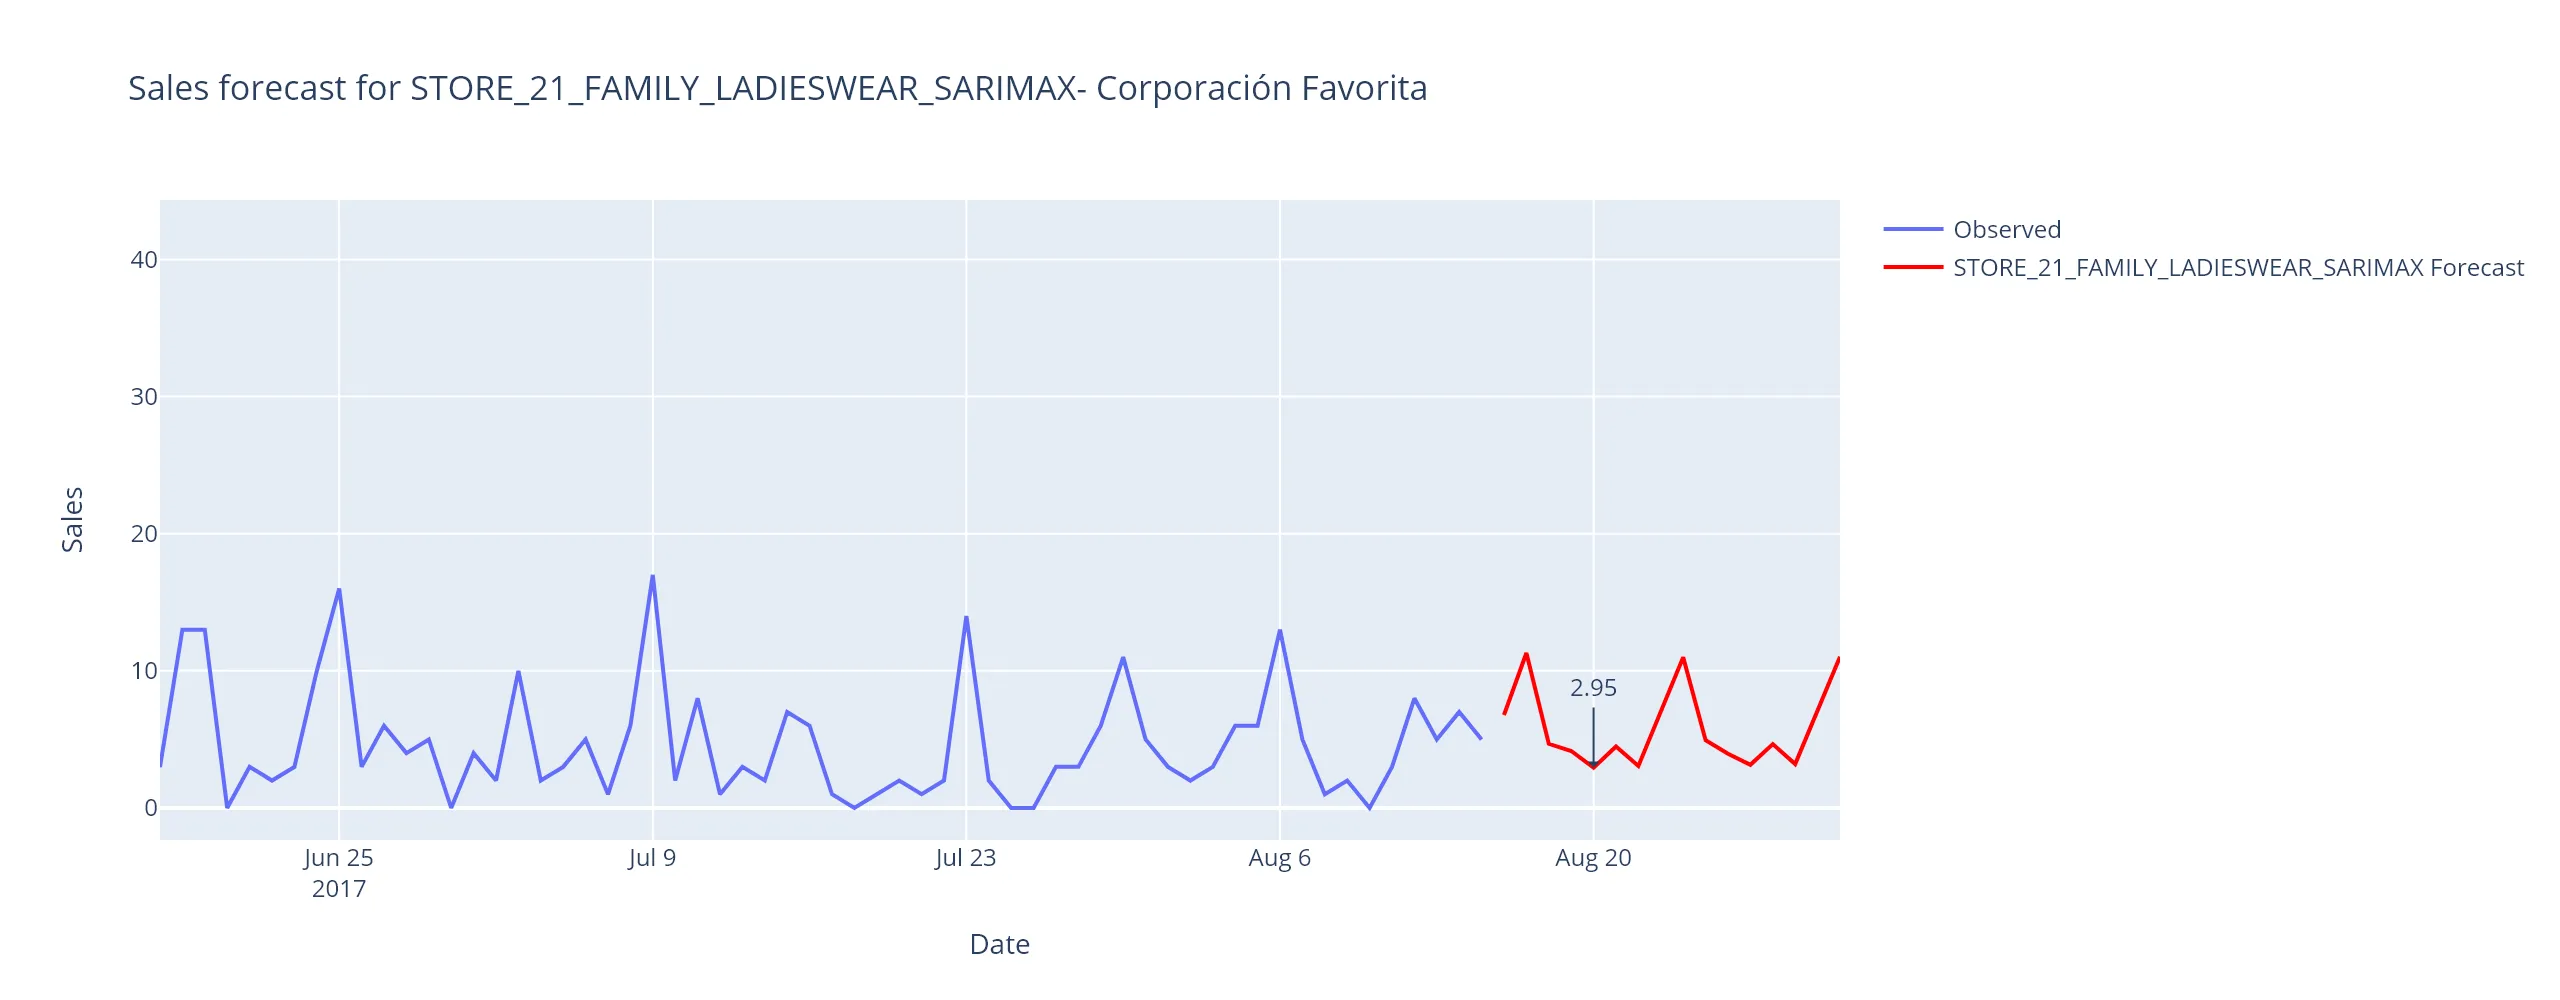 Sales forecast for STORE_21_FAMILY_LADIESWEAR_SARIMAX- Corporación Favorita
Observed
STORE_21_FAMILY_LADIESWEAR_SARIMAX Forecast
40
30
20
10
0
Sales
2.95
Jun 25
2017
Jul 9
Jul 23
Aug 6
Aug 20
Date